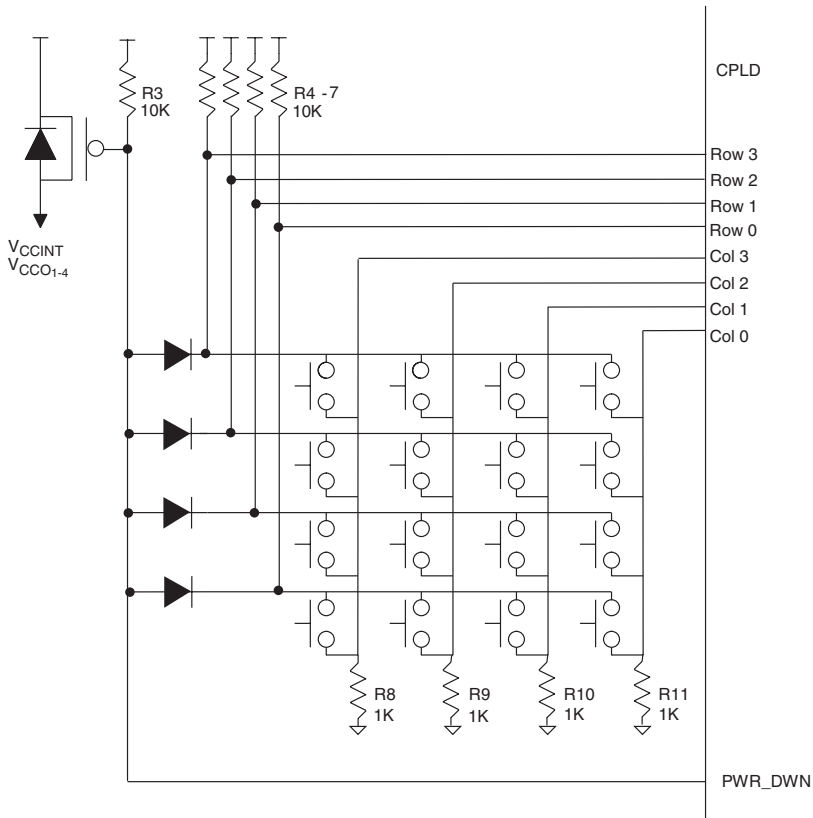 CPLD
R3
10K
R4 -7
10K
Row 3
Row 2
Row 1
Row 0
Col 3
Col 2
Col 1
Col 0
VCCINT
VCCO1-4
R8
1K
R9
1K
R10
1K
R11
1K
PWR_DWN